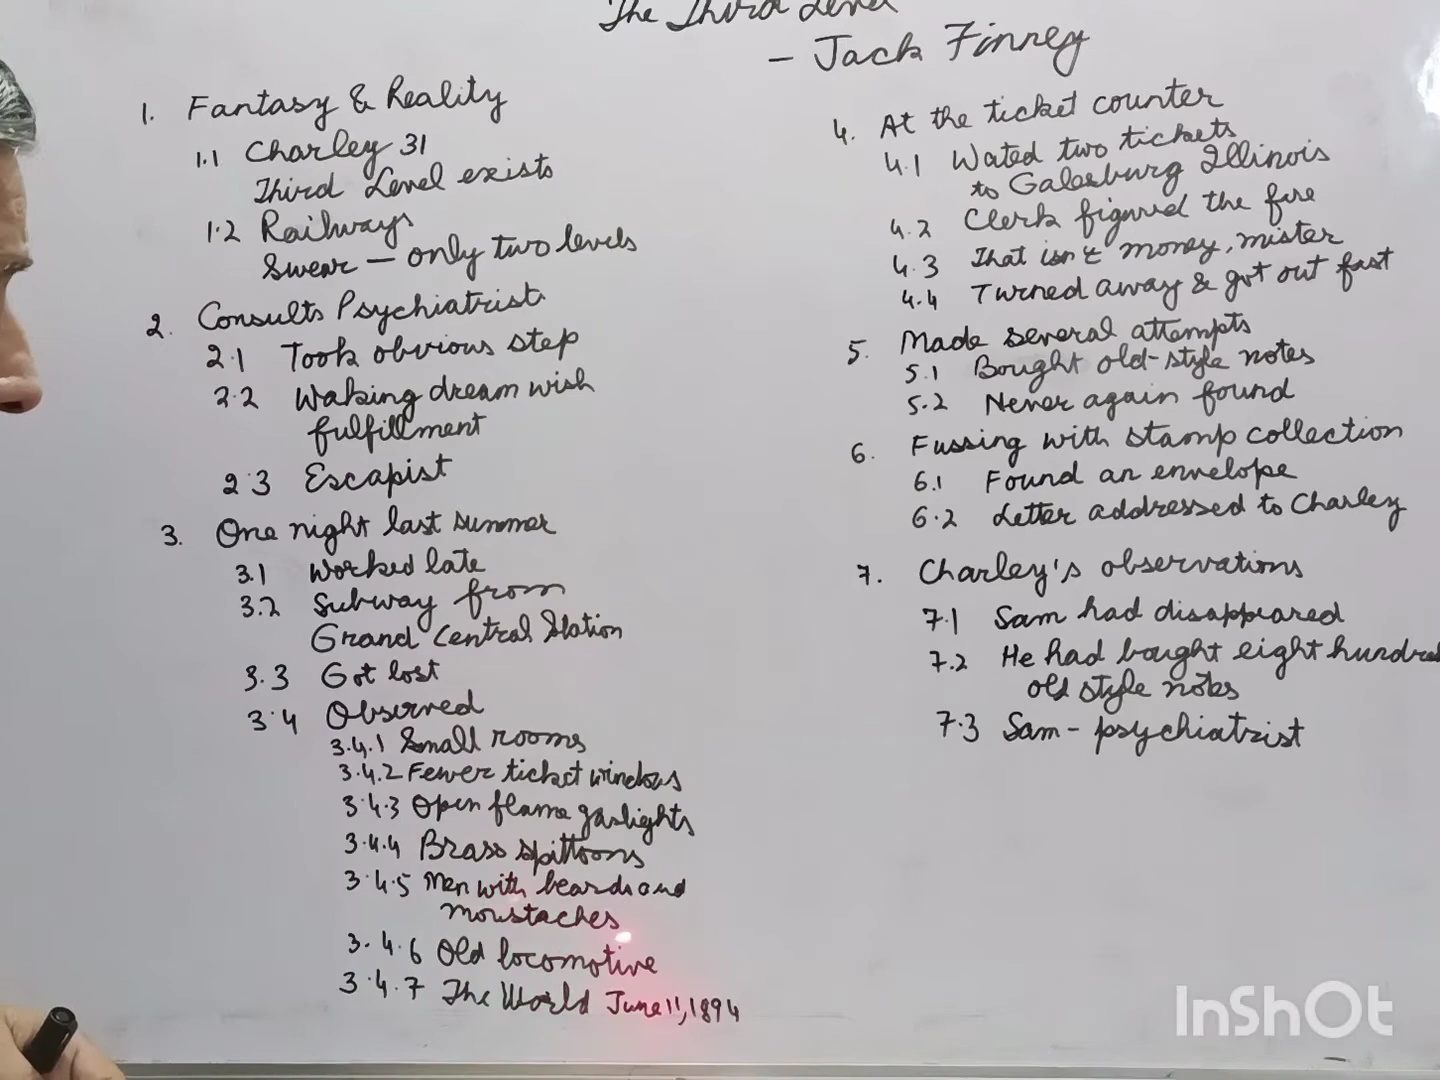 The Third Level
- Jack Finney
1. Fantasy & Reality
1.1 Charley 31
Third Level exists
1.2 Railways
Swear - only two levels
2. Consults Psychiatrist
2.1 Took obvious step
2.2 Waking dream wish
fulfillment
2.3 Escapist
3. One night last summer
3.1 Worked late
3.2 Subway from
Grand Central Station
3.3 Got lost
3.4 Observed
3.4.1 Small rooms
3.4.2 Fewer ticket windows
3.4.3 Open flame gaslights
3.4.4 Brass spittoons
3.4.5 Men with beards and
moustaches
3.4.6 Old locomotive
3.4.7 The World June 11, 1894
4. At the ticket counter
4.1 Wated two tickets
to Galesburg Illinois
4.2 Clerk figured the fare
4.3 That isn't money, mister
4.4 Turned away & got out fast
5. Made several attempts
5.1 Bought old-style notes
5.2 Never again found
6. Fussing with stamp collection
6.1 Found an envelope
6.2 Letter addressed to Charley
7. Charley's observations
7.1 Sam had disappeared
7.2 He had bought eight hundred
old style notes
7.3 Sam - psychiatrist
InShOt